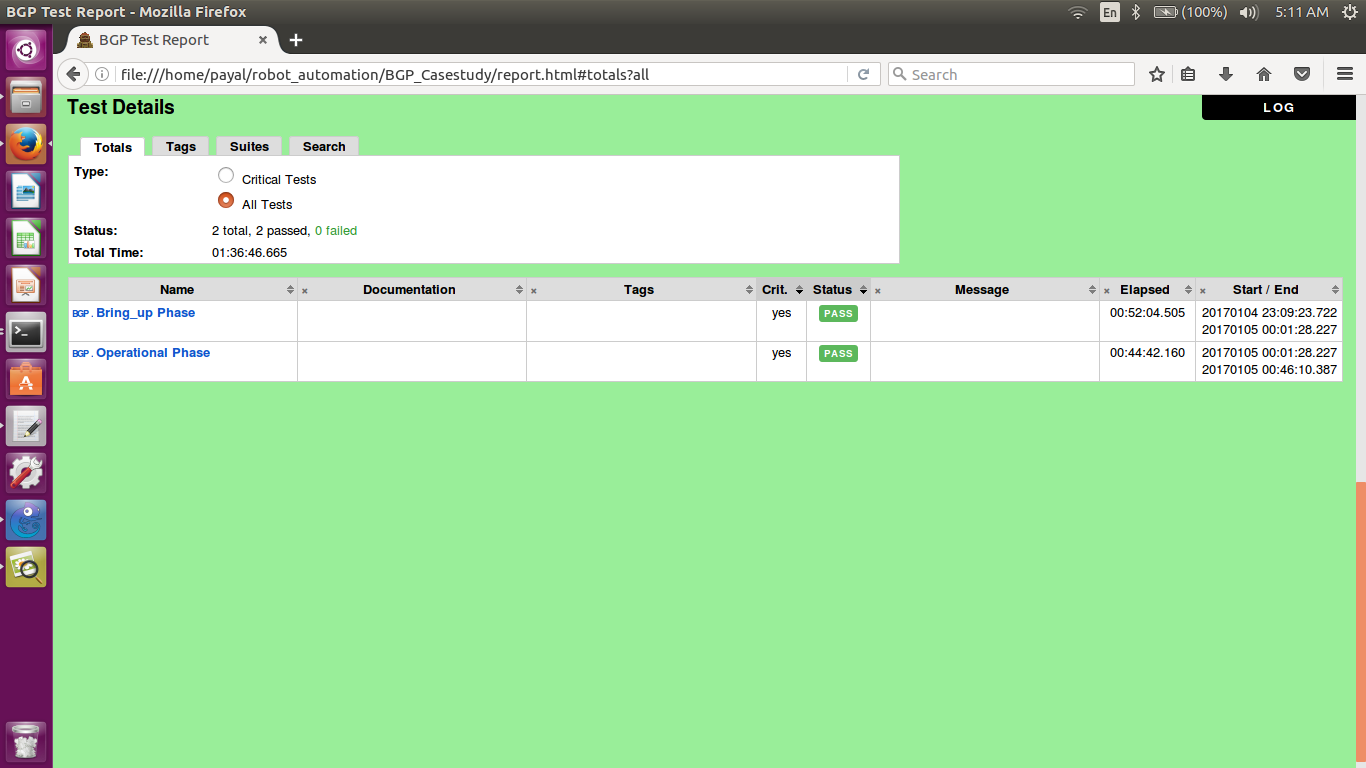 BGP Test Report - Mozilla Firefox
En
(100%)
5:11 AM
BGP Test Report
file:///home/payal/robot_automation/BGP_Casestudy/report.html#totals?all
Search
Test Details
LOG
Totals Tags Suites Search
Type:
Critical Tests
All Tests
Status: 2 total, 2 passed, 0 failed
Total Time: 01:36:46.665
Name × Documentation × Tags Crit. Status × Message × Elapsed × Start / End
BGP . Bring_up Phase yes PASS 00:52:04.505 20170104 23:09:23.722
20170105 00:01:28.227
BGP . Operational Phase yes PASS 00:44:42.160 20170105 00:01:28.227
20170105 00:46:10.387